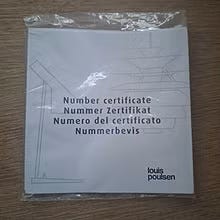 Number certificate
Nummer Zertifikat
Numero del certificato
Nummerbevis
louis
poulsen